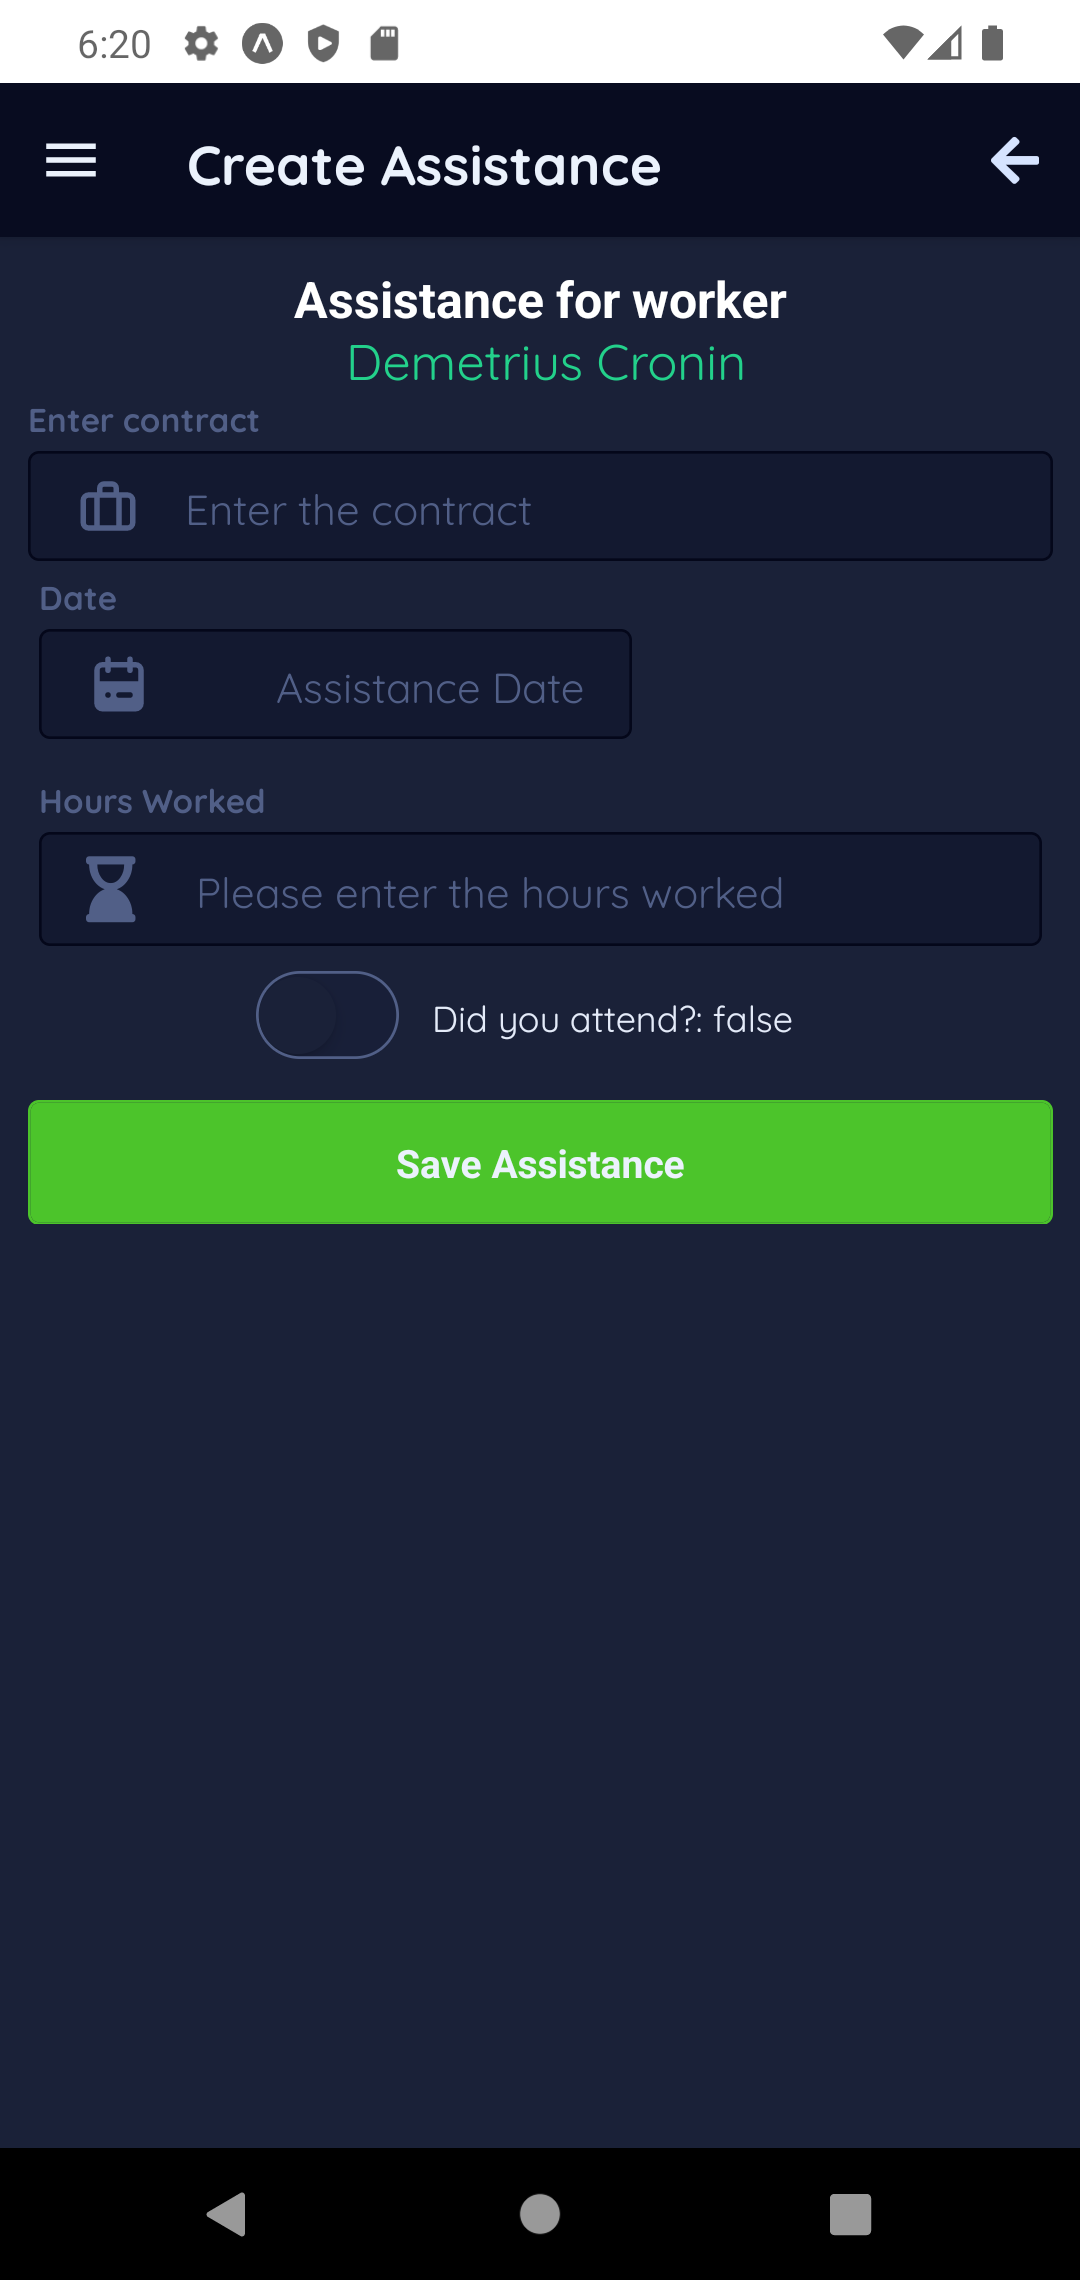 6:20
Create Assistance
Assistance for worker
Demetrius Cronin
Enter contract
Enter the contract
Date
Assistance Date
Hours Worked
Please enter the hours worked
Did you attend?: false
Save Assistance